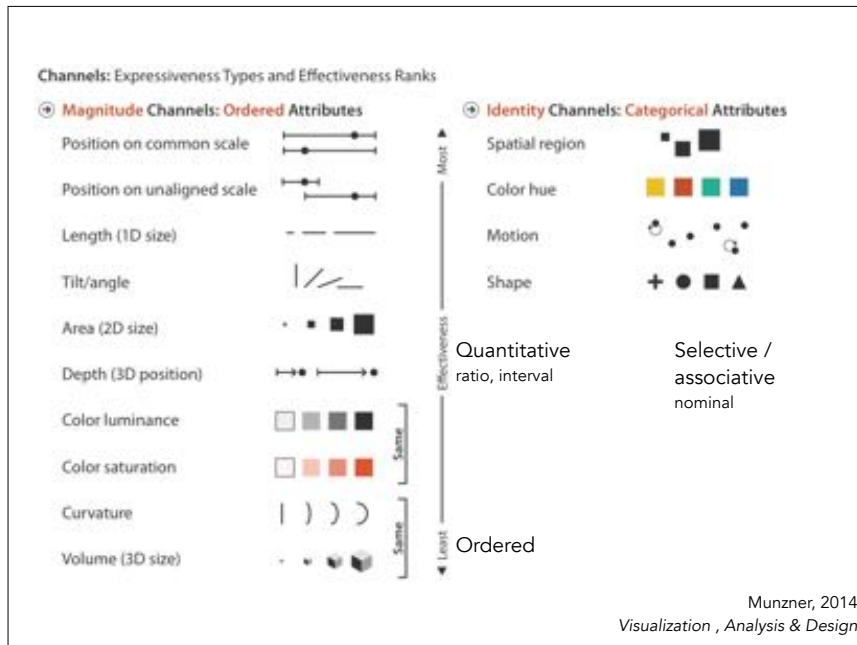 Channels: Expressiveness Types and Effectiveness Ranks
Magnitude Channels: Ordered Attributes
Position on common scale
Position on unaligned scale
Length (1D size)
Tilt/angle
Area (2D size)
Depth (3D position)
Color luminance
Color saturation
Curvature
Volume (3D size)
Same
Same
Most
Effectiveness
Least
Identity Channels: Categorical Attributes
Spatial region
Color hue
Motion
Shape
Quantitative
ratio, interval
Selective /
associative
nominal
Ordered
Munzner, 2014
Visualization , Analysis & Design